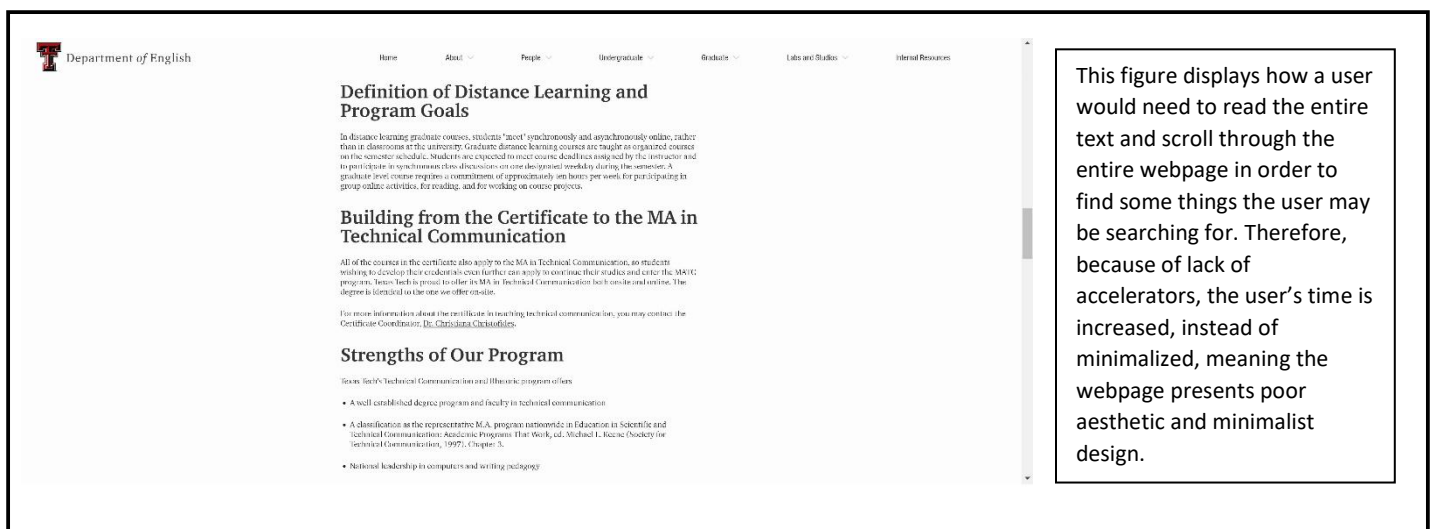 Department of English
Home About People Undergraduate Graduate Labs and Studios Internal Resources
Definition of Distance Learning and
Program Goals
In distance learning graduate courses, students "meet" synchronously and asynchronously online, rather
than in classrooms at the university. Graduate distance learning courses are taught as organized courses
on the semester schedule. Students are expected to meet course deadlines assigned by the instructor and
to participate in synchronous class discussions on one designated weekday during the semester. A
graduate level course requires a commitment of approximately ten hours per week for participating in
group online activities, for reading, and for working on course projects.
Building from the Certificate to the MA in
Technical Communication
All of the courses in the certificate also apply to the MA in Technical Communication, so students
wishing to develop their credentials even further can apply to continue their studies and enter the MATC
program. Texas Tech is proud to offer its MA in Technical Communication both onsite and online. The
degree is identical to the one we offer on-site.
For more information about the certificate in teaching technical communication, you may contact the
Certificate Coordinator, Dr. Christiana Christofides.
Strengths of Our Program
Texas Tech's Technical Communication and Rhetoric program offers
• A well-established degree program and faculty in technical communication
• A classification as the representative M.A. program nationwide in Education in Scientific and
Technical Communication: Academic Programs That Work, ed. Michael L. Keene (Society for
Technical Communication, 1997). Chapter 3.
• National leadership in computers and writing pedagogy
This figure displays how a user
would need to read the entire
text and scroll through the
entire webpage in order to
find some things the user may
be searching for. Therefore,
because of lack of
accelerators, the user's time is
increased, instead of
minimalized, meaning the
webpage presents poor
aesthetic and minimalist
design.